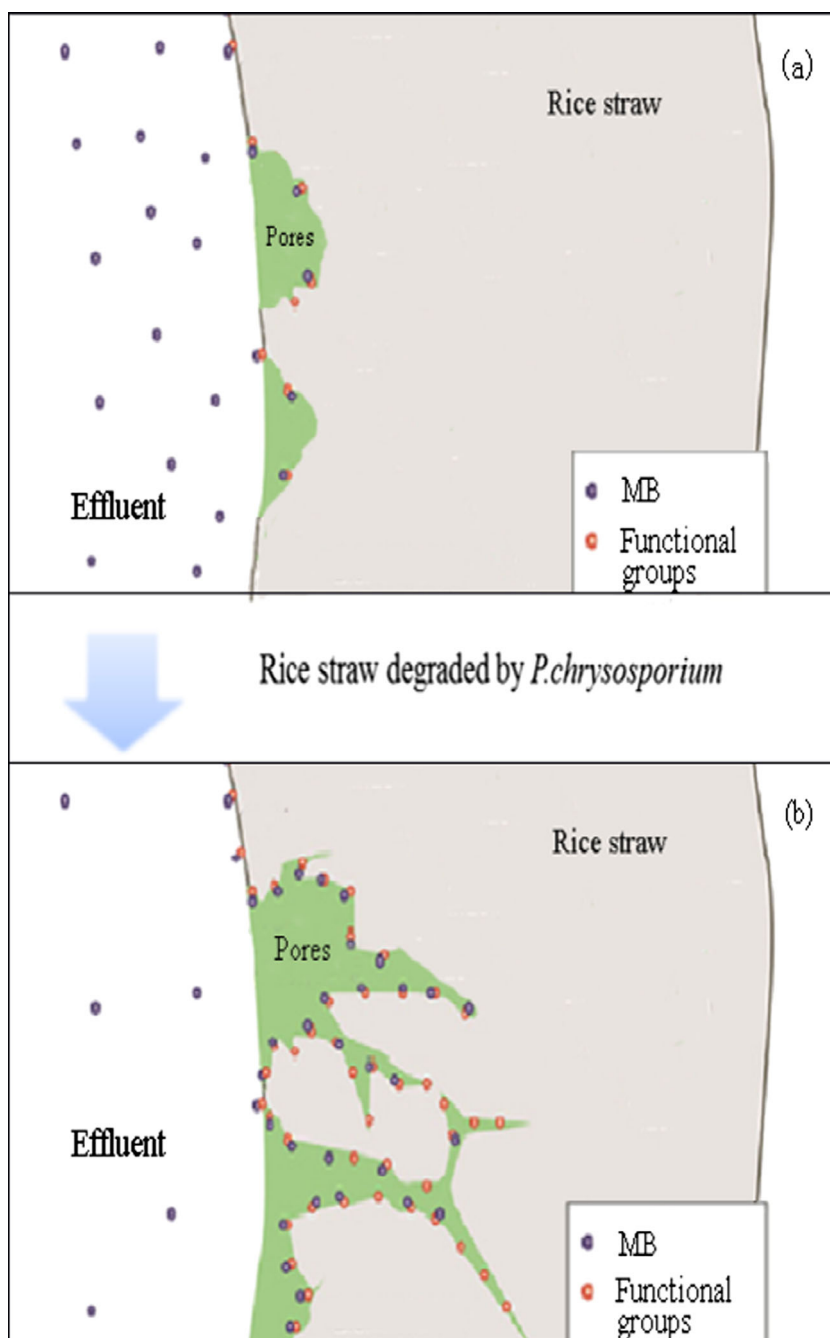 (a)
Rice straw
Pores
Effluent
MB
Functional
groups
Rice straw degraded by P.chrysosporium
(b)
Rice straw
Pores
Effluent
MB
Functional
groups